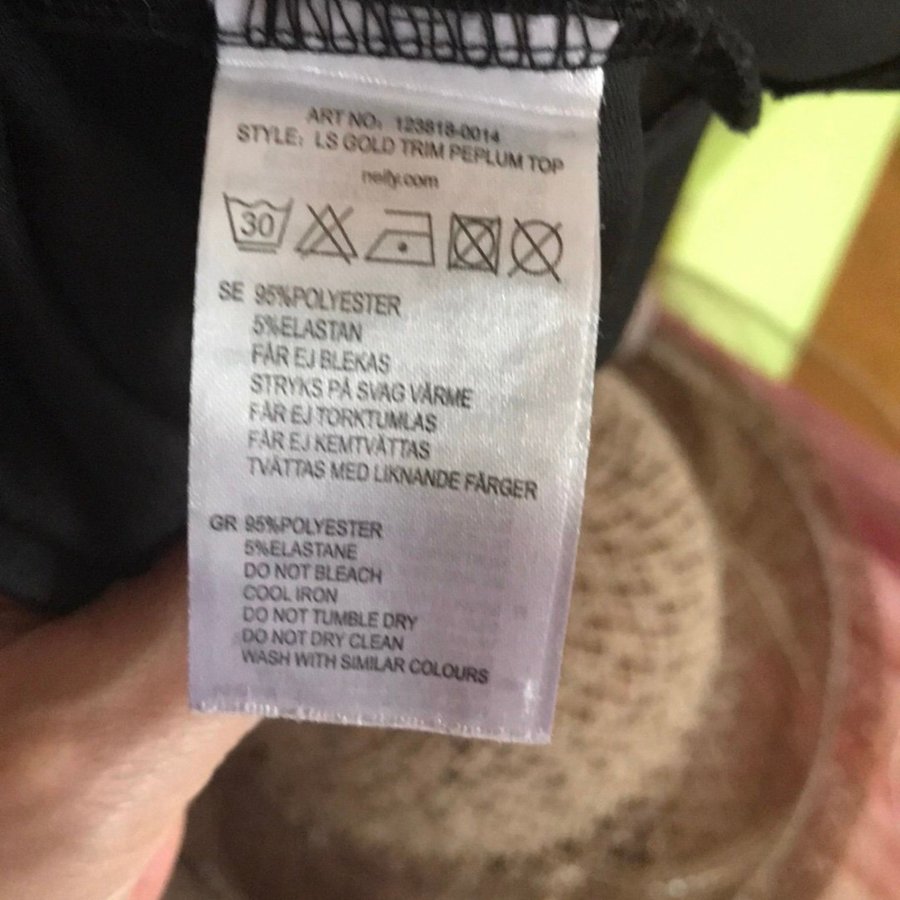 ART NO: 123818-0014
STYLE: LS GOLD TRIM PEPLUM TOP
nelly.com
30
SE 95%POLYESTER
5%ELASTAN
FÅR EJ BLEKAS
STRYKS PÅ SVAG VÄRME
FÅR EJ TORKTUMLAS
FÅR EJ KEMTVÄTTAS
TVÄTTAS MED LIKNANDE FÄRGER
GR 95%POLYESTER
5%ELASTANE
DO NOT BLEACH
COOL IRON
DO NOT TUMBLE DRY
DO NOT DRY CLEAN
WASH WITH SIMILAR COLOURS